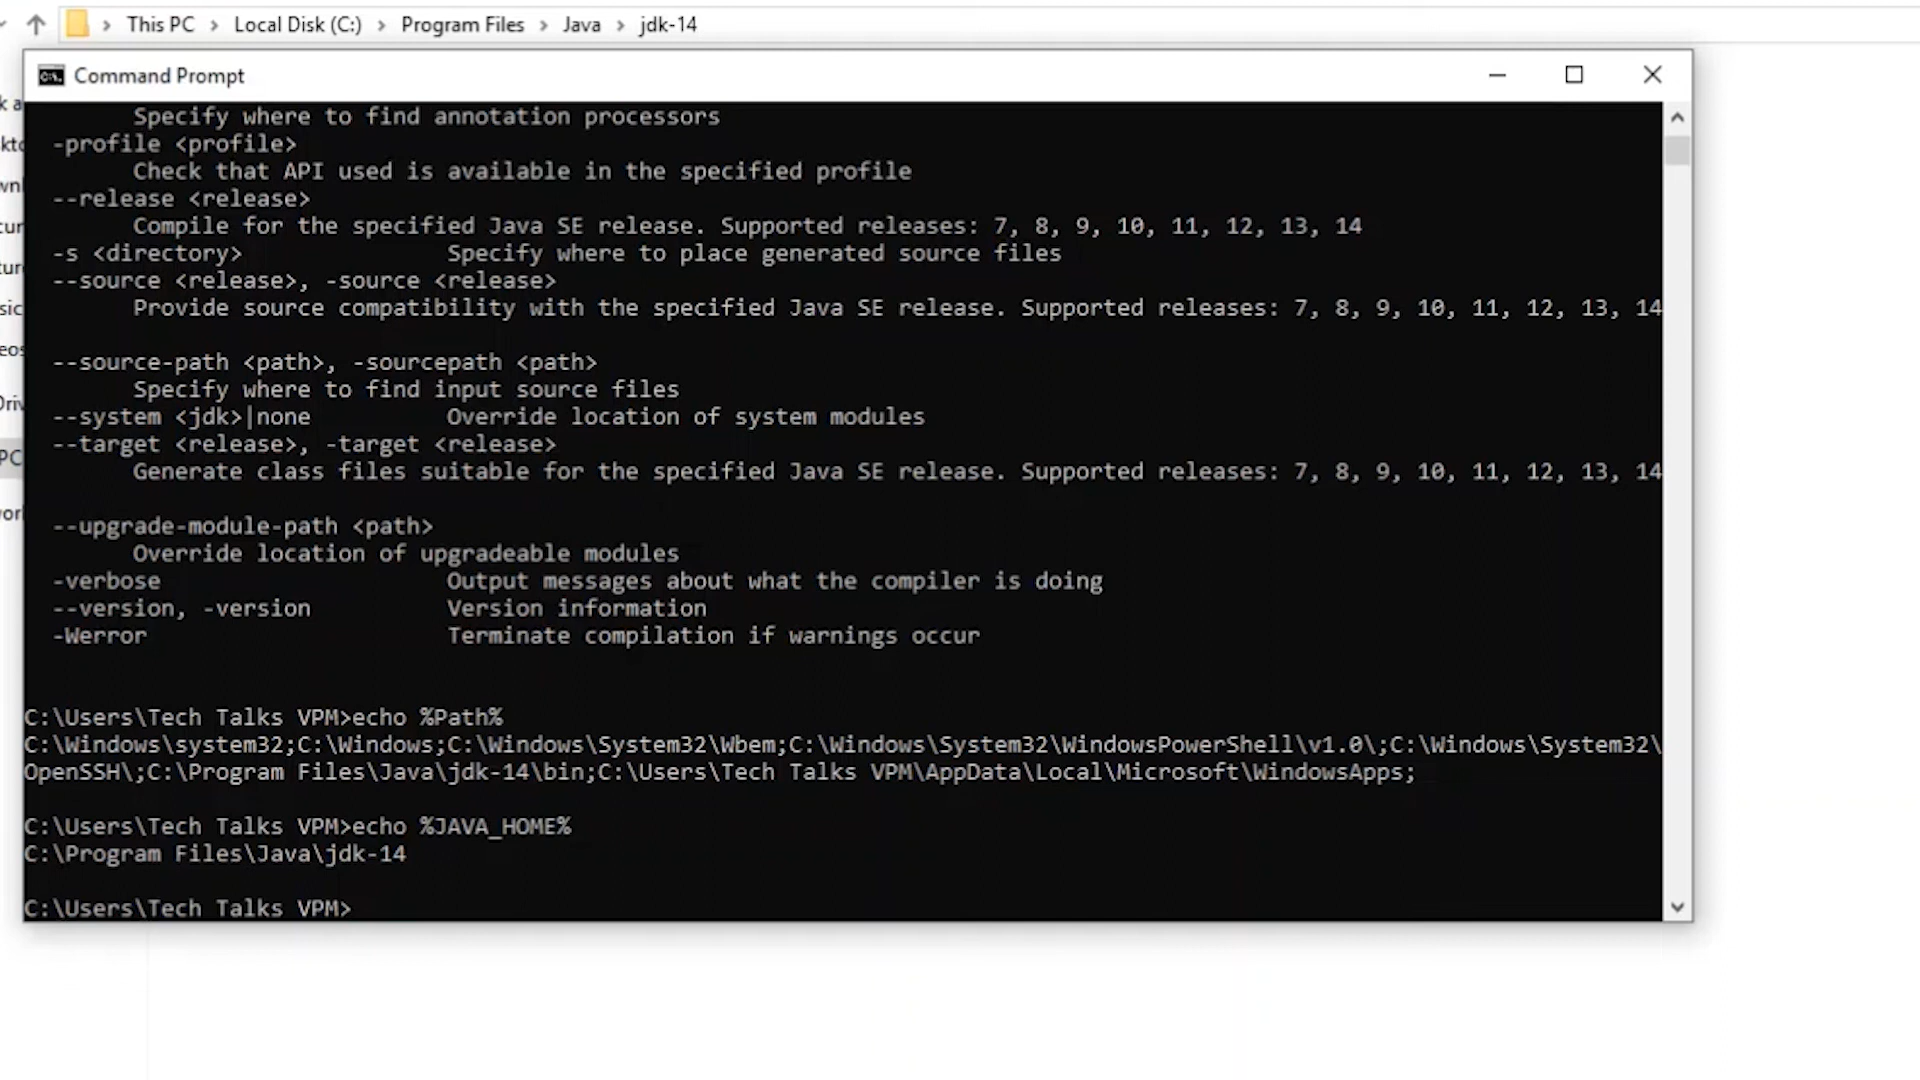 This PC > Local Disk (C:) > Program Files > Java > jdk-14
Command Prompt
Specify where to find annotation processors
-profile <profile>
Check that API used is available in the specified profile
--release <release>
Compile for the specified Java SE release. Supported releases: 7, 8, 9, 10, 11, 12, 13, 14
-s <directory> Specify where to place generated source files
--source <release>, -source <release>
Provide source compatibility with the specified Java SE release. Supported releases: 7, 8, 9, 10, 11, 12, 13, 14
--source-path <path>, -sourcepath <path>
Specify where to find input source files
--system <jdk>|none Override location of system modules
--target <release>, -target <release>
Generate class files suitable for the specified Java SE release. Supported releases: 7, 8, 9, 10, 11, 12, 13, 14
--upgrade-module-path <path>
Override location of upgradeable modules
-verbose Output messages about what the compiler is doing
--version, -version Version information
-Werror Terminate compilation if warnings occur
C:\Users\Tech Talks VPM>echo %Path%
C:\Windows\system32;C:\Windows;C:\Windows\System32\Wbem;C:\Windows\System32\WindowsPowerShell\v1.0\;C:\Windows\System32\
OpenSSH\;C:\Program Files\Java\jdk-14\bin;C:\Users\Tech Talks VPM\AppData\Local\Microsoft\WindowsApps;
C:\Users\Tech Talks VPM>echo %JAVA_HOME%
C:\Program Files\Java\jdk-14
C:\Users\Tech Talks VPM>